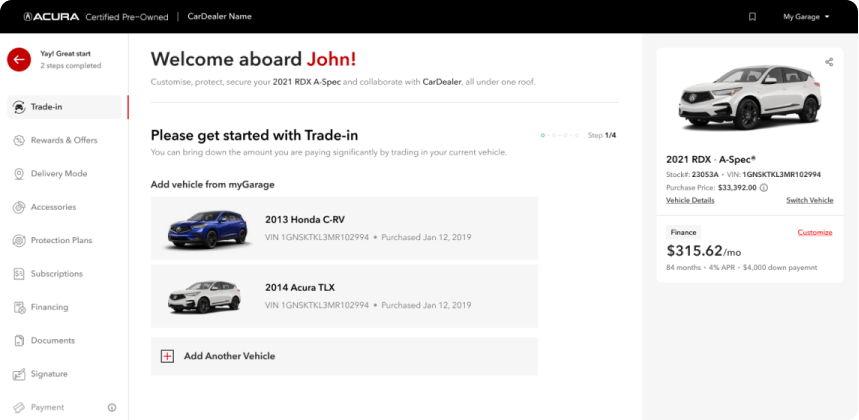 ACURA Certified Pre-Owned | CarDealer Name
My Garage
Yay! Great start
2 steps completed
Trade-in
Rewards & Offers
Delivery Mode
Accessories
Protection Plans
Subscriptions
Financing
Documents
Signature
Payment
Welcome aboard John!
Customise, protect, secure your 2021 RDX A-Spec and collaborate with CarDealer, all under one roof.
Please get started with Trade-in
Step 1/4
You can bring down the amount you are paying significantly by trading in your current vehicle.
Add vehicle from myGarage
2013 Honda C-RV
VIN 1GNSKTKL3MR102994 • Purchased Jan 12, 2019
2014 Acura TLX
VIN 1GNSKTKL3MR102994 • Purchased Jan 12, 2019
Add Another Vehicle
2021 RDX · A-Spec®
Stock#: 23053A • VIN: 1GNSKTKL3MR102994
Purchase Price: $33,392.00
Vehicle Details
Switch Vehicle
Finance
Customize
$315.62/mo
84 months • 4% APR • $4,000 down payemnt